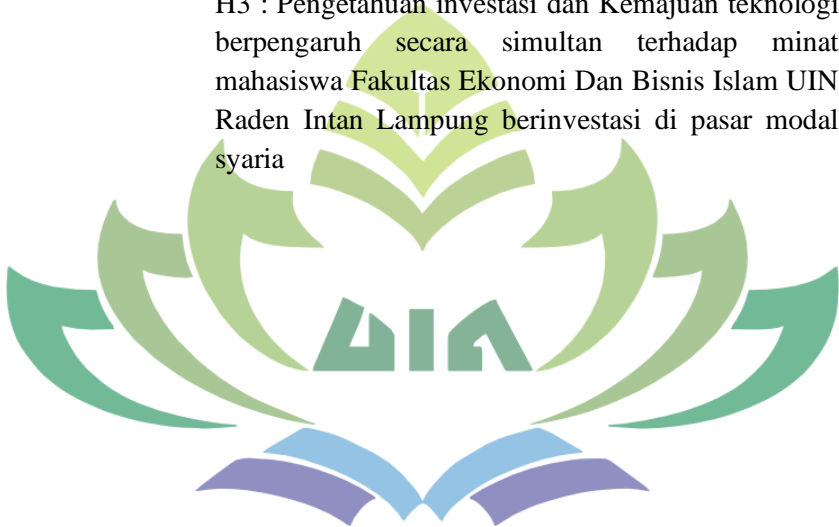 H3 : Pengetahuan investasi dan Kemajuan teknologi
berpengaruh secara simultan terhadap minat
mahasiswa Fakultas Ekonomi Dan Bisnis Islam UIN
Raden Intan Lampung berinvestasi di pasar modal
syaria
UIN